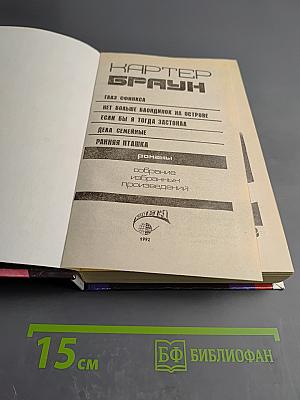 КАРТЕР
БРАУН
ГЛАЗ СФИНКСА
НЕТ БОЛЬШЕ БЛОНДИНОК НА ОСТРОВЕ
ЕСЛИ БЫ Я ТОГДА ЗАСТОНАЛ
ДЕЛА СЕМЕЙНЫЕ
РАННЯЯ ПТАШКА
романы
собрание
избранных
произведений
1992
15 см
БФ БИБЛИОФАН